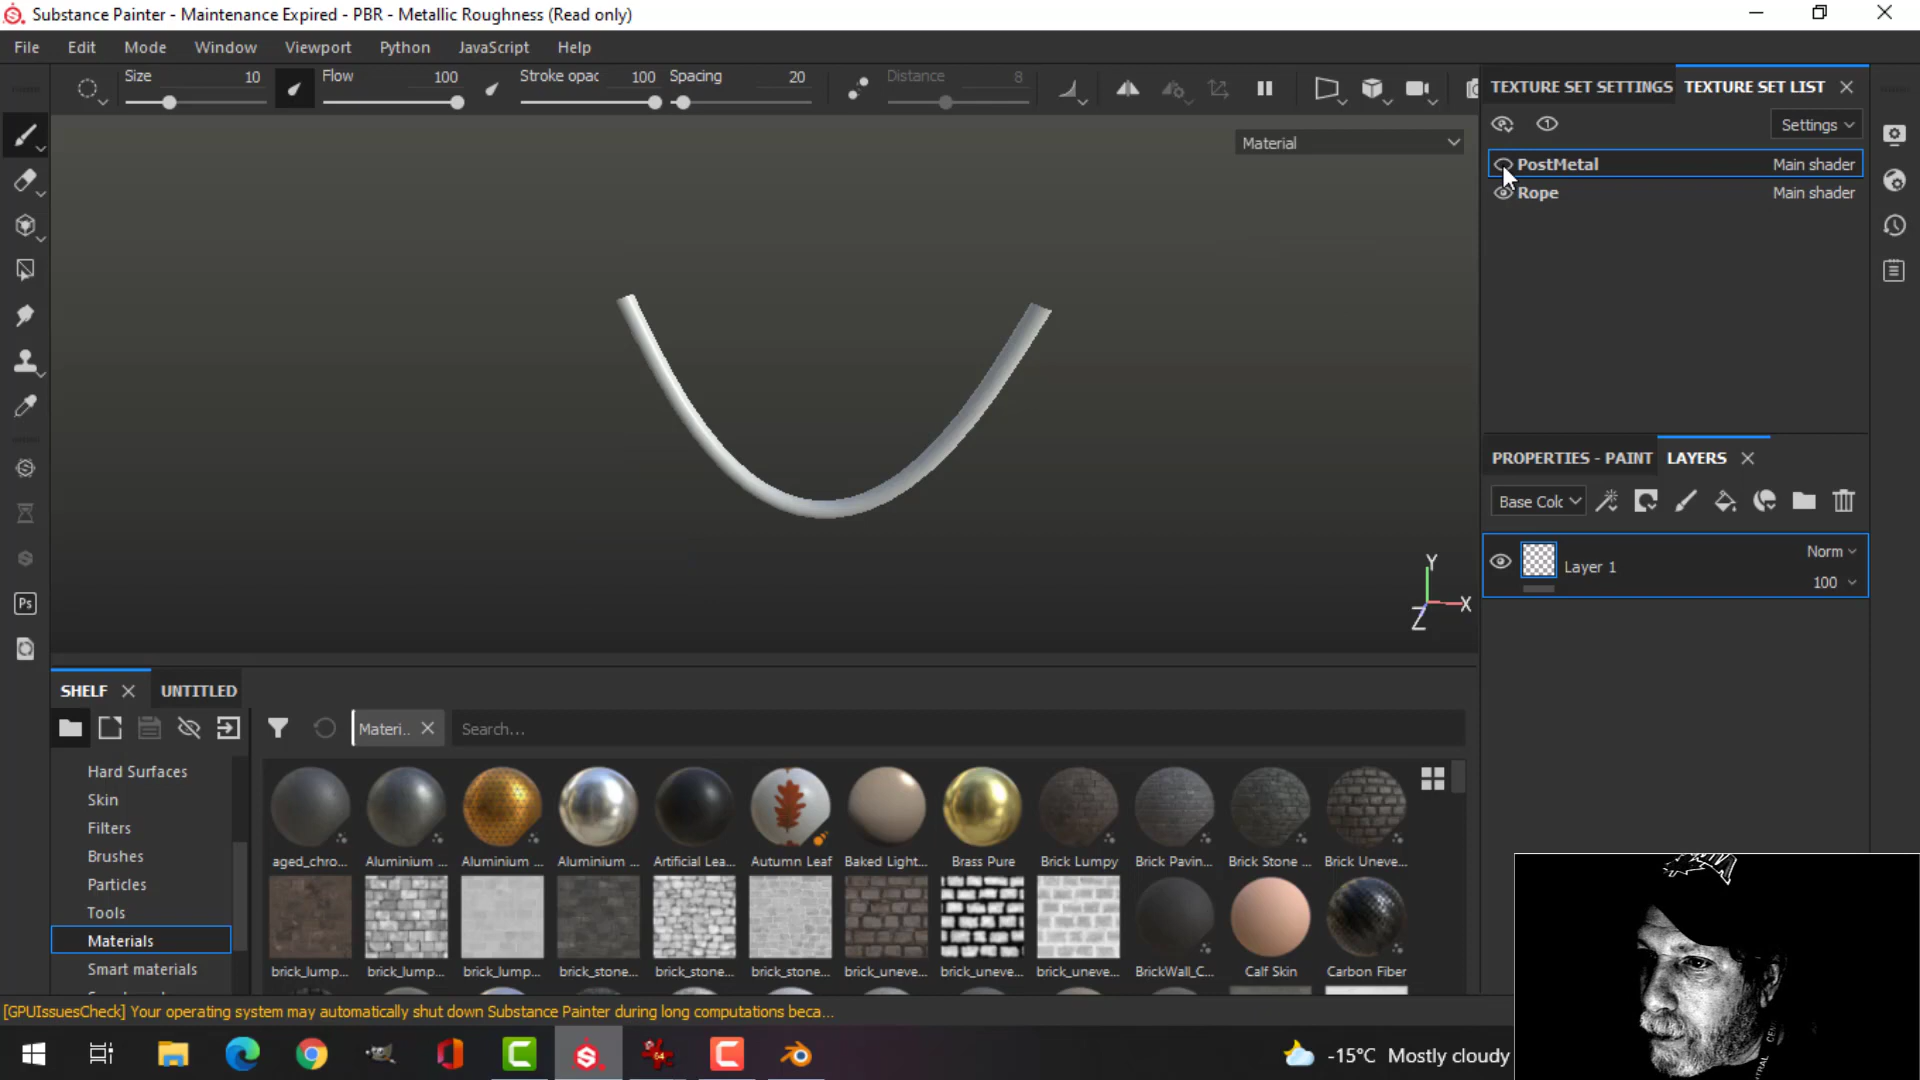 Substance Painter - Maintenance Expired - PBR - Metallic Roughness (Read only)
File Edit Mode Window Viewport Python JavaScript Help
Size 10 Flow 100 Stroke opac 100 Spacing 20 Distance 8
TEXTURE SET SETTINGS TEXTURE SET LIST
Settings
Material
PostMetal Main shader
Rope Main shader
PROPERTIES - PAINT LAYERS
Base Colc
Layer 1 Norm
100
Y
X
Z
Ps
SHELF UNTITLED
Materi.. Search...
Hard Surfaces
Skin
Filters
Brushes
Particles
Tools
Materials
Smart materials
aged_chro... Aluminium ... Aluminium ... Aluminium ... Artificial Lea... Autumn Leaf Baked Light... Brass Pure Brick Lumpy Brick Pavin... Brick Stone ... Brick Uneve...
brick_lump... brick_lump... brick_lump... brick_stone... brick_stone... brick_stone... brick_uneve... brick_uneve... brick_uneve... BrickWall_C... Calf Skin Carbon Fiber
[GPUIssuesCheck] Your operating system may automatically shut down Substance Painter during long computations beca...
-15°C Mostly cloudy